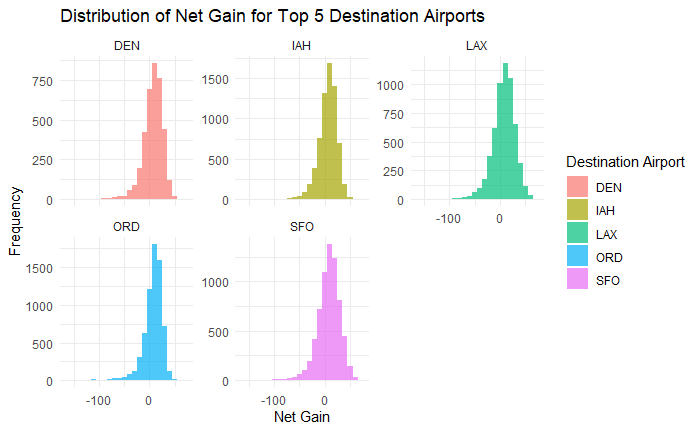 Distribution of Net Gain for Top 5 Destination Airports
DEN
IAH
LAX
750
500
250
0
1500
1000
500
0
1000
750
500
250
0
-100
0
ORD
SFO
1500
1000
500
0
-100
0
1000
500
0
-100
0
Frequency
Net Gain
Destination Airport
DEN
IAH
LAX
ORD
SFO